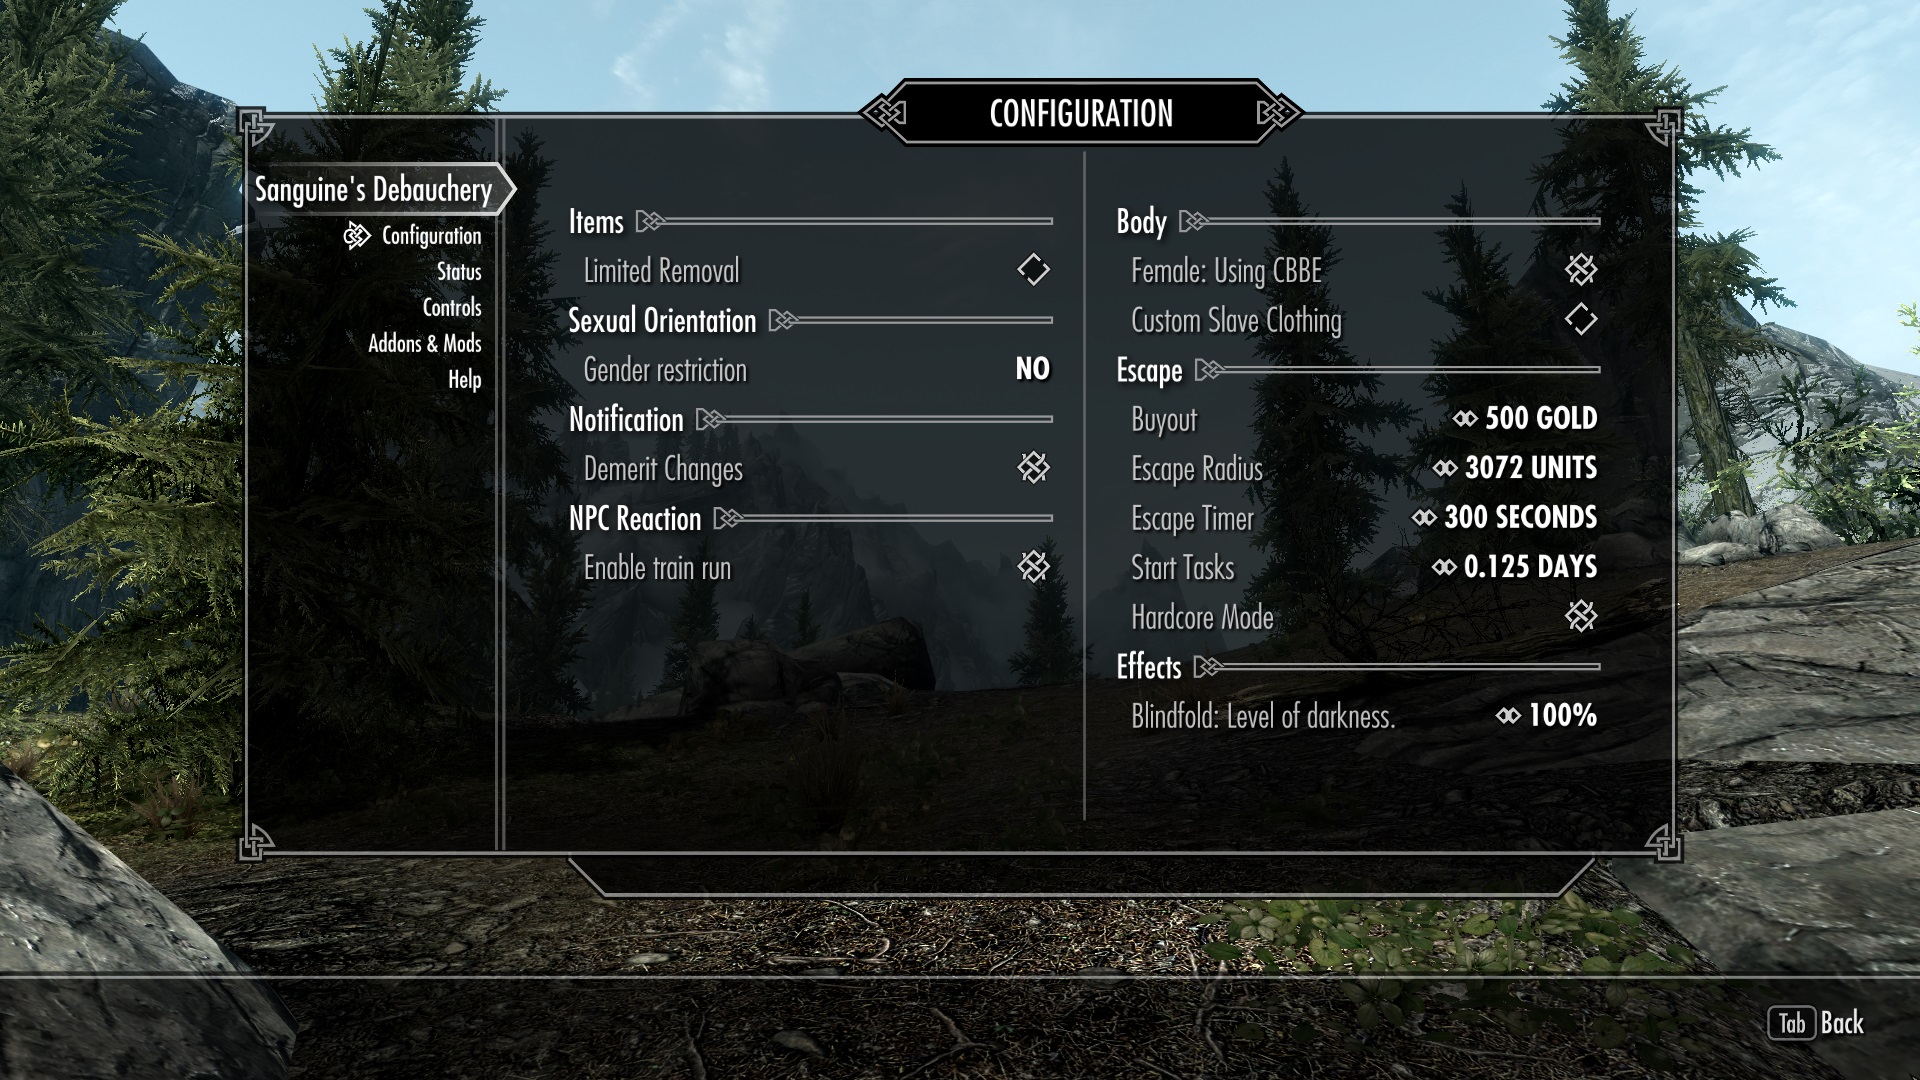 CONFIGURATION
Sanguine's Debauchery
Configuration
Status
Controls
Addons & Mods
Help
Items
Limited Removal
Sexual Orientation
Gender restriction NO
Notification
Demerit Changes
NPC Reaction
Enable train run
Body
Female: Using CBBE
Custom Slave Clothing
Escape
Buyout 500 GOLD
Escape Radius 3072 UNITS
Escape Timer 300 SECONDS
Start Tasks 0.125 DAYS
Hardcore Mode
Effects
Blindfold: Level of darkness. 100%
Tab Back